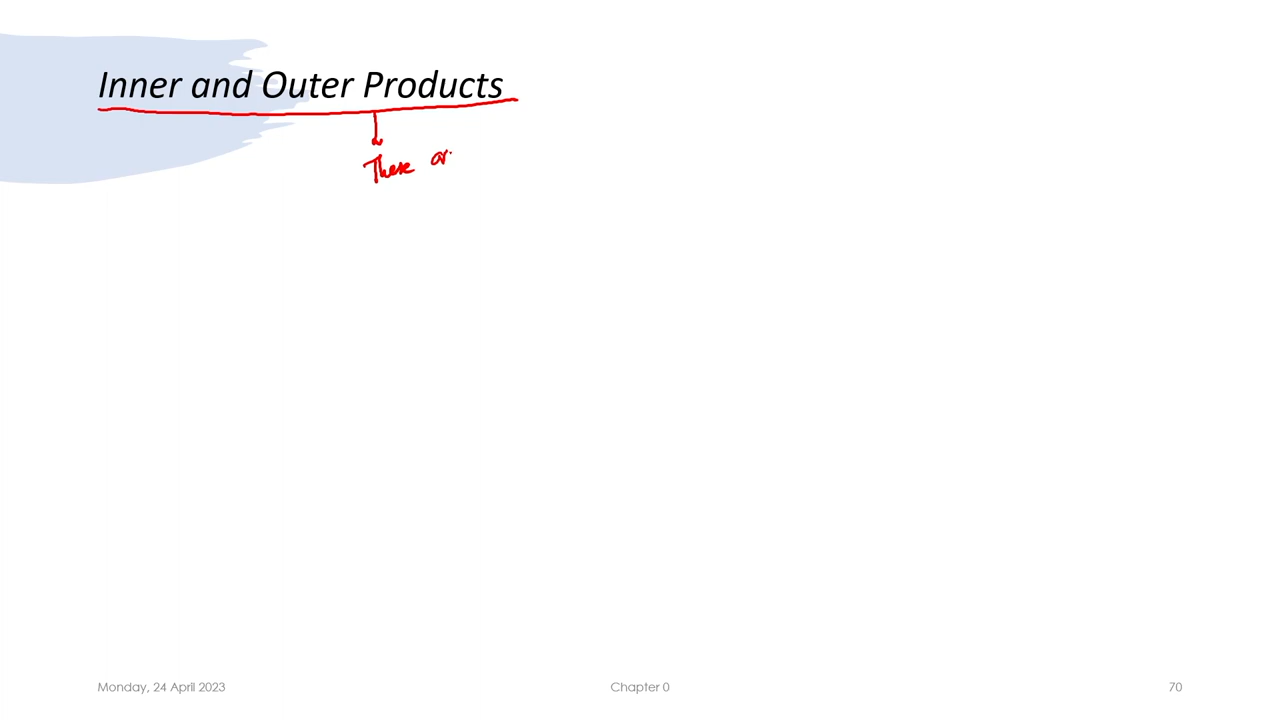 Inner and Outer Products
These
Monday, 24 April 2023
Chapter 0
70